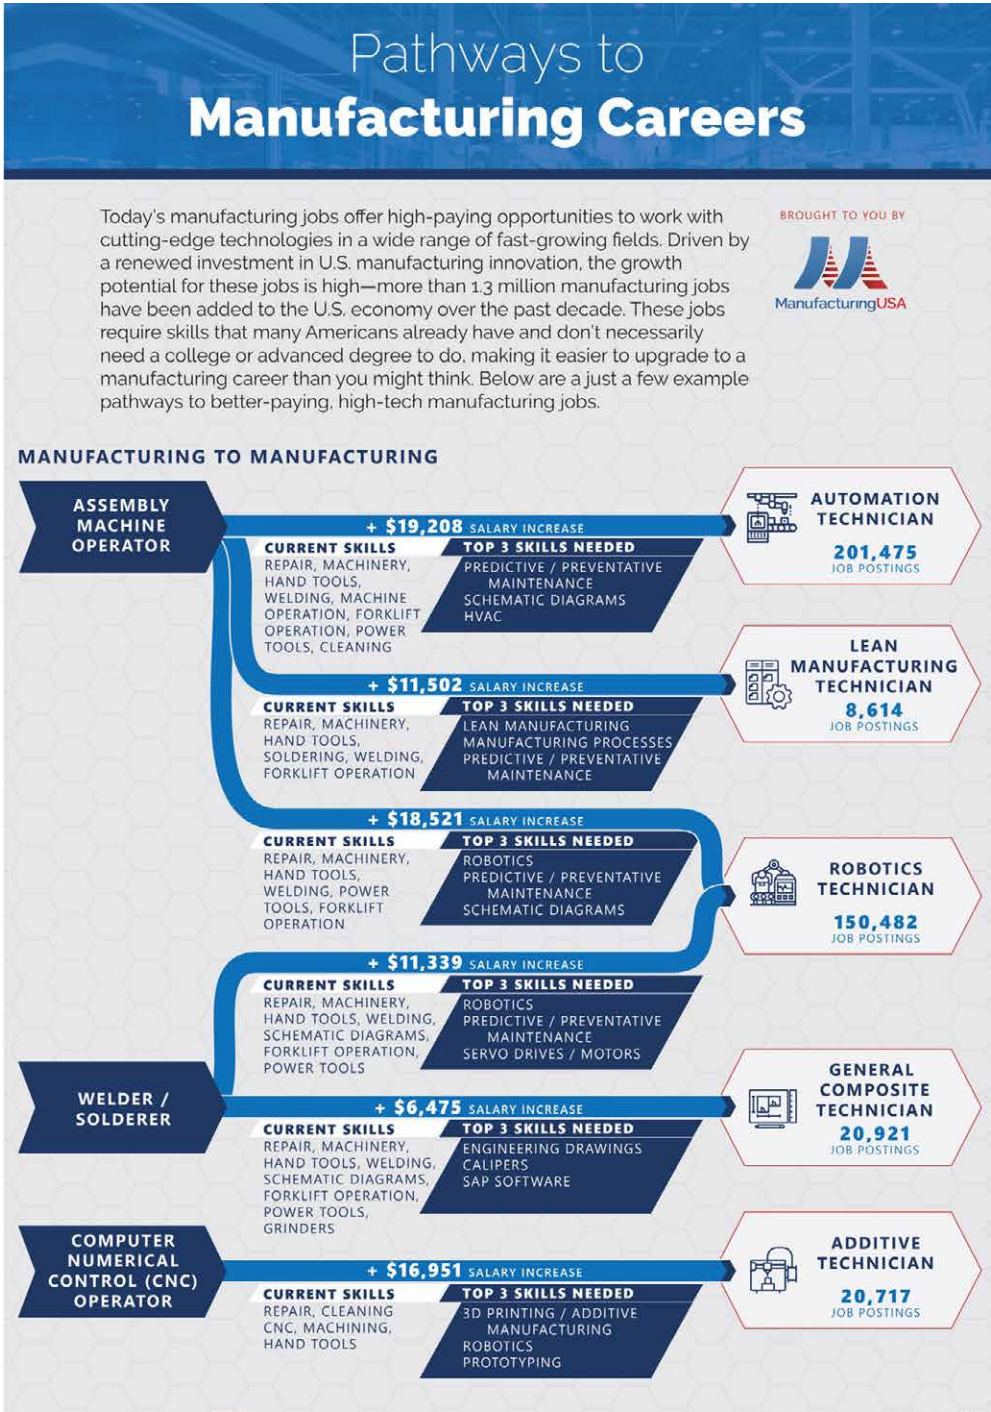 Pathways to
Manufacturing Careers
Today's manufacturing jobs offer high-paying opportunities to work with
cutting-edge technologies in a wide range of fast-growing fields. Driven by
a renewed investment in U.S. manufacturing innovation, the growth
potential for these jobs is high—more than 1.3 million manufacturing jobs
have been added to the U.S. economy over the past decade. These jobs
require skills that many Americans already have and don't necessarily
need a college or advanced degree to do, making it easier to upgrade to a
manufacturing career than you might think. Below are a just a few example
pathways to better-paying, high-tech manufacturing jobs.
BROUGHT TO YOU BY
ManufacturingUSA
MANUFACTURING TO MANUFACTURING
ASSEMBLY
MACHINE
OPERATOR
+ $19,208 SALARY INCREASE
CURRENT SKILLS
REPAIR, MACHINERY,
HAND TOOLS,
WELDING, MACHINE
OPERATION, FORKLIFT
OPERATION, POWER
TOOLS, CLEANING
TOP 3 SKILLS NEEDED
PREDICTIVE / PREVENTATIVE
MAINTENANCE
SCHEMATIC DIAGRAMS
HVAC
AUTOMATION
TECHNICIAN
201,475
JOB POSTINGS
+ $11,502 SALARY INCREASE
CURRENT SKILLS
REPAIR, MACHINERY,
HAND TOOLS,
SOLDERING, WELDING,
FORKLIFT OPERATION
TOP 3 SKILLS NEEDED
LEAN MANUFACTURING
MANUFACTURING PROCESSES
PREDICTIVE / PREVENTATIVE
MAINTENANCE
LEAN
MANUFACTURING
TECHNICIAN
8,614
JOB POSTINGS
+ $18,521 SALARY INCREASE
CURRENT SKILLS
REPAIR, MACHINERY,
HAND TOOLS,
WELDING, POWER
TOOLS, FORKLIFT
OPERATION
TOP 3 SKILLS NEEDED
ROBOTICS
PREDICTIVE / PREVENTATIVE
MAINTENANCE
SCHEMATIC DIAGRAMS
ROBOTICS
TECHNICIAN
150,482
JOB POSTINGS
+ $11,339 SALARY INCREASE
CURRENT SKILLS
REPAIR, MACHINERY,
HAND TOOLS, WELDING,
SCHEMATIC DIAGRAMS,
FORKLIFT OPERATION,
POWER TOOLS
TOP 3 SKILLS NEEDED
ROBOTICS
PREDICTIVE / PREVENTATIVE
MAINTENANCE
SERVO DRIVES / MOTORS
WELDER /
SOLDERER
+ $6,475 SALARY INCREASE
CURRENT SKILLS
REPAIR, MACHINERY,
HAND TOOLS, WELDING,
SCHEMATIC DIAGRAMS,
FORKLIFT OPERATION,
POWER TOOLS,
GRINDERS
TOP 3 SKILLS NEEDED
ENGINEERING DRAWINGS
CALIPERS
SAP SOFTWARE
GENERAL
COMPOSITE
TECHNICIAN
20,921
JOB POSTINGS
COMPUTER
NUMERICAL
CONTROL (CNC)
OPERATOR
+ $16,951 SALARY INCREASE
CURRENT SKILLS
REPAIR, CLEANING
CNC, MACHINING,
HAND TOOLS
TOP 3 SKILLS NEEDED
3D PRINTING / ADDITIVE
MANUFACTURING
ROBOTICS
PROTOTYPING
ADDITIVE
TECHNICIAN
20,717
JOB POSTINGS